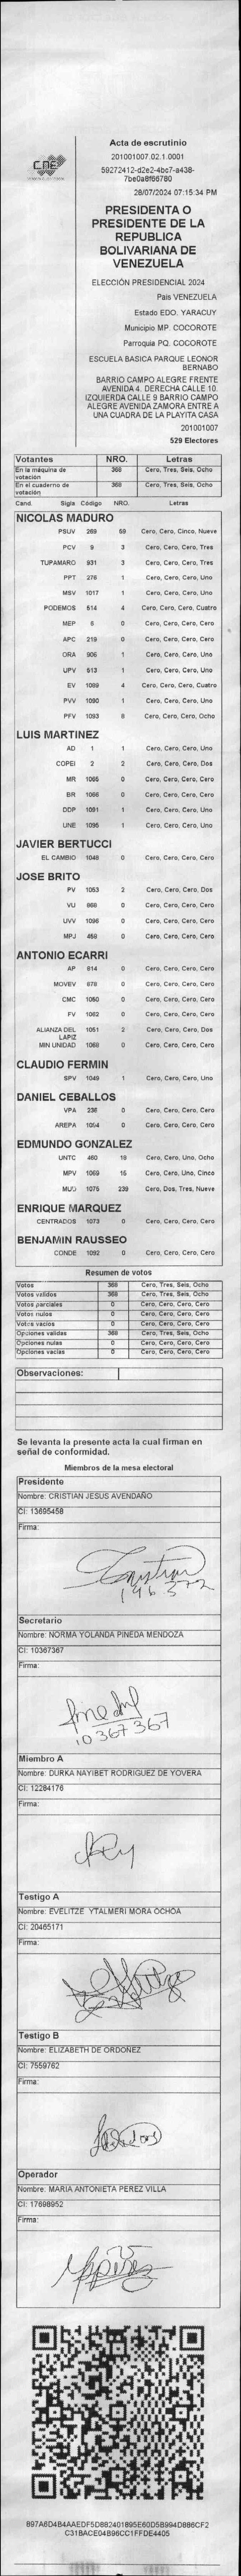 CNE
Acta de escrutinio
201001007.02.1.0001
59272412-d2e2-4bc7-a438-
7be0a8f66780
28/07/2024 07:15:34 PM
PRESIDENTA O
PRESIDENTE DE LA
REPUBLICA
BOLIVARIANA DE
VENEZUELA
ELECCIÓN PRESIDENCIAL 2024
Pais VENEZUELA
Estado EDO. YARACUY
Municipio MP. COCOROTE
Parroquia PQ. COCOROTE
ESCUELA BASICA PARQUE LEONOR
BERNABO
BARRIO CAMPO ALEGRE FRENTE
AVENIDA 4. DERECHA CALLE 10.
IZQUIERDA CALLE 9 BARRIO CAMPO
ALEGRE AVENIDA ZAMORA ENTRE A
UNA CUADRA DE LA PLAYITA CASA
201001007
529 Electores
Votantes NRO. Letras
En la máquina de votación 368 Cero, Tres, Seis, Ocho
En el cuaderno de votación 368 Cero, Tres, Seis, Ocho
Cand. Sigla Código NRO. Letras
NICOLAS MADURO
PSUV 269 59 Cero, Cero, Cinco, Nueve
PCV 9 3 Cero, Cero, Cero, Tres
TUPAMARO 931 3 Cero, Cero, Cero, Tres
PPT 276 1 Cero, Cero, Cero, Uno
MSV 1017 1 Cero, Cero, Cero, Uno
PODEMOS 514 4 Cero, Cero, Cero, Cuatro
MEP 6 0 Cero, Cero, Cero, Cero
APC 219 0 Cero, Cero, Cero, Cero
ORA 906 1 Cero, Cero, Cero, Uno
UPV 513 1 Cero, Cero, Cero, Uno
EV 1089 4 Cero, Cero, Cero, Cuatro
PVV 1090 1 Cero, Cero, Cero, Uno
PFV 1093 8 Cero, Cero, Cero, Ocho
LUIS MARTINEZ
AD 1 1 Cero, Cero, Cero, Uno
COPEI 2 2 Cero, Cero, Cero, Dos
MR 1065 0 Cero, Cero, Cero, Cero
BR 1066 0 Cero, Cero, Cero, Cero
DDP 1091 1 Cero, Cero, Cero, Uno
UNE 1095 1 Cero, Cero, Cero, Uno
JAVIER BERTUCCI
EL CAMBIO 1048 0 Cero, Cero, Cero, Cero
JOSE BRITO
PV 1053 2 Cero, Cero, Cero, Dos
VU 868 0 Cero, Cero, Cero, Cero
UVV 1096 0 Cero, Cero, Cero, Cero
MPJ 458 0 Cero, Cero, Cero, Cero
ANTONIO ECARRI
AP 814 0 Cero, Cero, Cero, Cero
MOVEV 678 0 Cero, Cero, Cero, Cero
CMC 1050 0 Cero, Cero, Cero, Cero
FV 1062 0 Cero, Cero, Cero, Cero
ALIANZA DEL LAPIZ 1051 2 Cero, Cero, Cero, Dos
MIN UNIDAD 1068 0 Cero, Cero, Cero, Cero
CLAUDIO FERMIN
SPV 1049 1 Cero, Cero, Cero, Uno
DANIEL CEBALLOS
VPA 236 0 Cero, Cero, Cero, Cero
AREPA 1054 0 Cero, Cero, Cero, Cero
EDMUNDO GONZALEZ
UNTC 460 18 Cero, Cero, Uno, Ocho
MPV 1069 15 Cero, Cero, Uno, Cinco
MUD 1075 239 Cero, Dos, Tres, Nueve
ENRIQUE MARQUEZ
CENTRADOS 1073 0 Cero, Cero, Cero, Cero
BENJAMIN RAUSSEO
CONDE 1092 0 Cero, Cero, Cero, Cero
Resumen de votos
Votos 368 Cero, Tres, Seis, Ocho
Votos validos 368 Cero, Tres, Seis, Ocho
Votos parciales 0 Cero, Cero, Cero, Cero
Votos nulos 0 Cero, Cero, Cero, Cero
Votos vacios 0 Cero, Cero, Cero, Cero
Opciones validas 368 Cero, Tres, Seis, Ocho
Opciones nulas 0 Cero, Cero, Cero, Cero
Opciones vacias 0 Cero, Cero, Cero, Cero
Observaciones:
Se levanta la presente acta la cual firman en
señal de conformidad.
Miembros de la mesa electoral
Presidente
Nombre: CRISTIAN JESUS AVENDAÑO
CI: 13695458
Firma:
Secretario
Nombre: NORMA YOLANDA PINEDA MENDOZA
CI: 10367367
Firma:
10367367
Miembro A
Nombre: DURKA NAYIBET RODRIGUEZ DE YOVERA
CI: 12284176
Firma:
Testigo A
Nombre: EVELITZE YTALMERI MORA OCHOA
CI: 20465171
Firma:
Testigo B
Nombre: ELIZABETH DE ORDOÑEZ
CI: 7559762
Firma:
Operador
Nombre: MARIA ANTONIETA PEREZ VILLA
CI: 17698952
Firma:
897A6D4B4AAEDF5D882401895E60D5B994D886CF2
C31BACE04B96CC1FFDE4405